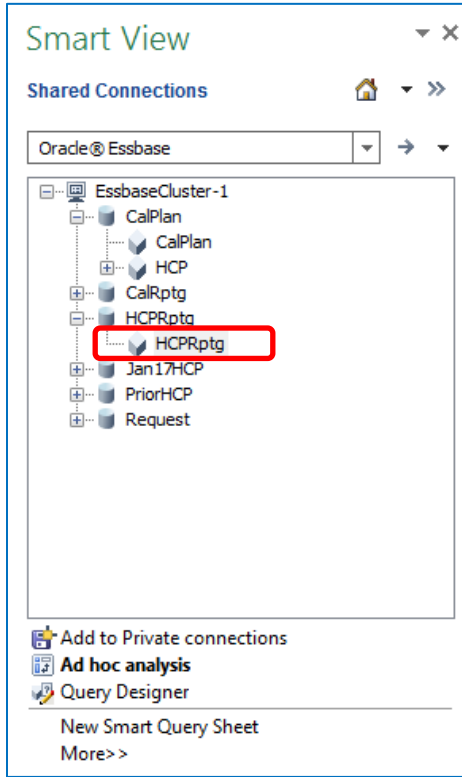 Smart View
Shared Connections
Oracle® Essbase
EssbaseCluster-1
CalPlan
CalPlan
HCP
CalRptg
HCPRptg
HCPRptg
Jan17HCP
PriorHCP
Request
Add to Private connections
Ad hoc analysis
Query Designer
New Smart Query Sheet
More>>